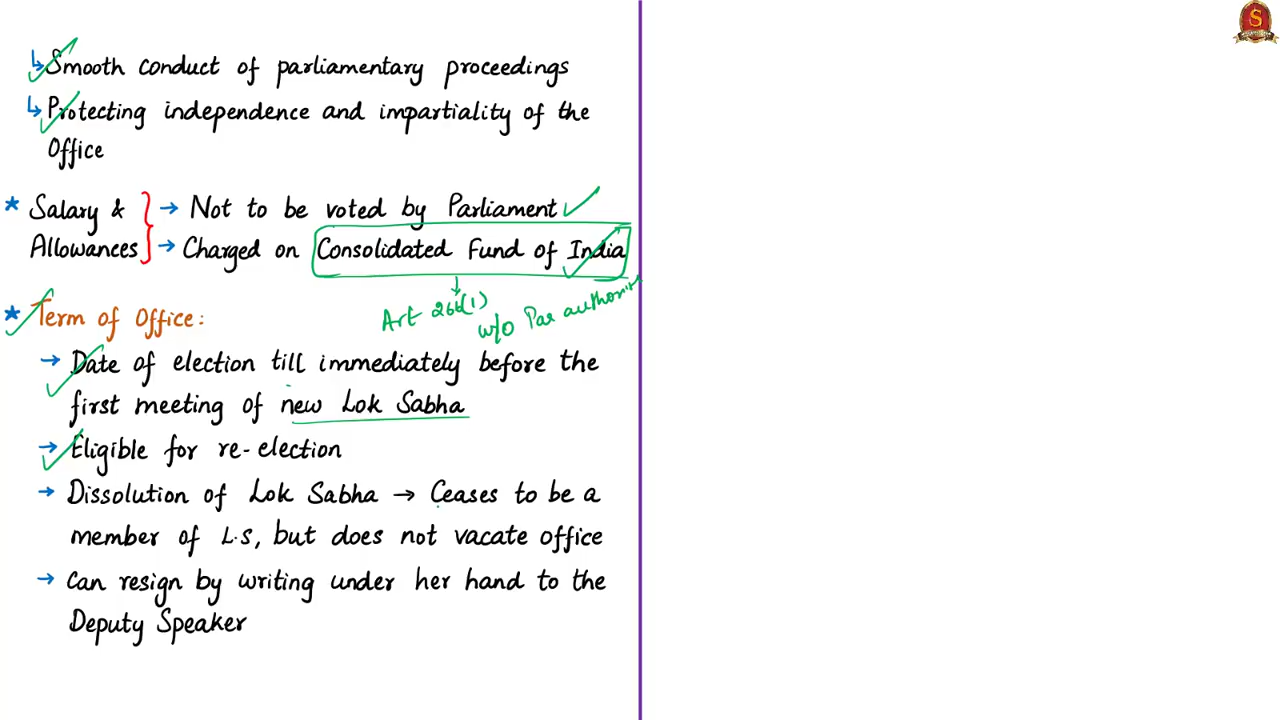 ↳ Smooth conduct of parliamentary proceedings
↳ Protecting independence and impartiality of the
Office
* Salary & → Not to be voted by Parliament
Allowances → Charged on Consolidated Fund of India
Art 266(1)
w/o Par authorit
* Term of Office:
→ Date of election till immediately before the
first meeting of new Lok Sabha
→ Eligible for re-election
→ Dissolution of Lok Sabha → Ceases to be a
member of L.S, but does not vacate office
→ Can resign by writing under her hand to the
Deputy Speaker
S